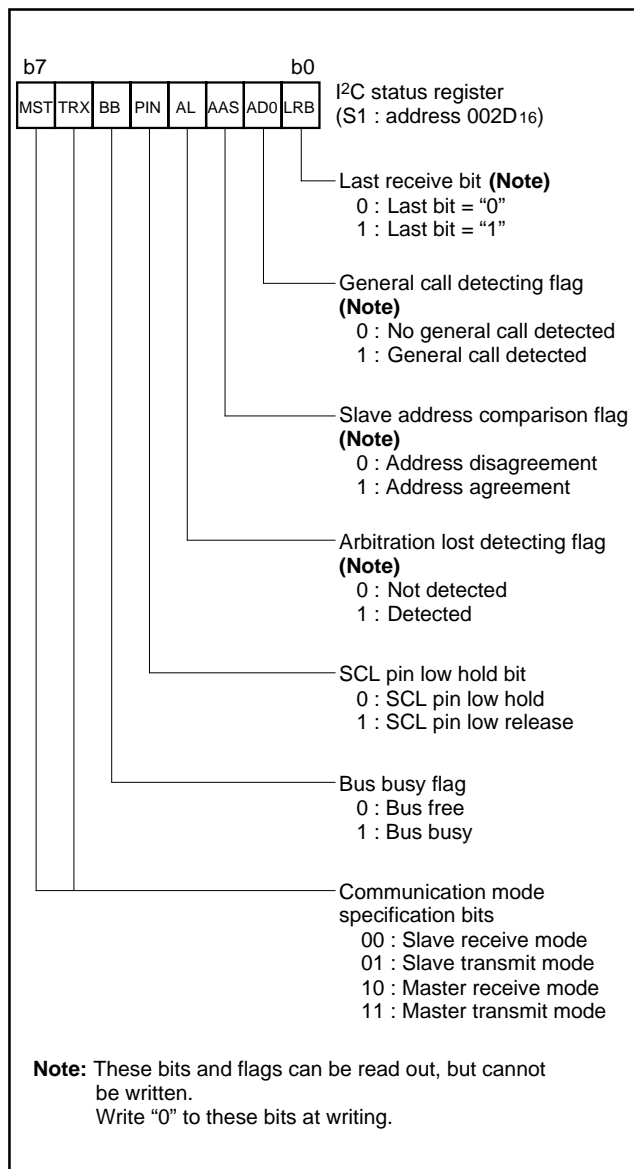 b7 b0
MST TRX BB PIN AL AAS AD0 LRB
I²C status register
(S1 : address 002D₁₆)
Last receive bit (Note)
0 : Last bit = “0”
1 : Last bit = “1”
General call detecting flag
(Note)
0 : No general call detected
1 : General call detected
Slave address comparison flag
(Note)
0 : Address disagreement
1 : Address agreement
Arbitration lost detecting flag
(Note)
0 : Not detected
1 : Detected
SCL pin low hold bit
0 : SCL pin low hold
1 : SCL pin low release
Bus busy flag
0 : Bus free
1 : Bus busy
Communication mode
specification bits
00 : Slave receive mode
01 : Slave transmit mode
10 : Master receive mode
11 : Master transmit mode
Note: These bits and flags can be read out, but cannot
be written.
Write “0” to these bits at writing.